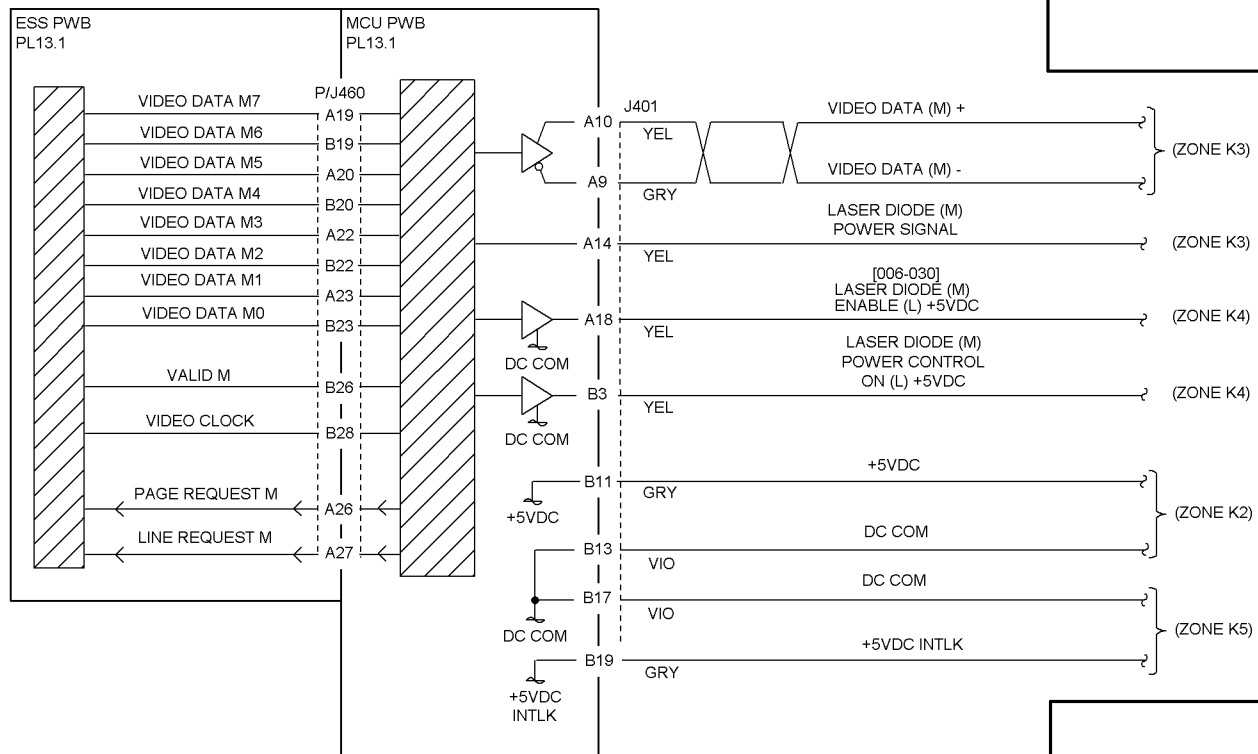 ESS PWB
PL13.1
MCU PWB
PL13.1
P/J460
VIDEO DATA M7
A19
VIDEO DATA M6
B19
VIDEO DATA M5
A20
VIDEO DATA M4
B20
VIDEO DATA M3
A22
VIDEO DATA M2
B22
VIDEO DATA M1
A23
VIDEO DATA M0
B23
VALID M
B26
VIDEO CLOCK
B28
PAGE REQUEST M
A26
LINE REQUEST M
A27
J401
A10
YEL
VIDEO DATA (M) +
A9
GRY
VIDEO DATA (M) -
(ZONE K3)
A14
YEL
LASER DIODE (M)
POWER SIGNAL
(ZONE K3)
DC COM
A18
YEL
[006-030]
LASER DIODE (M)
ENABLE (L) +5VDC
(ZONE K4)
DC COM
B3
YEL
LASER DIODE (M)
POWER CONTROL
ON (L) +5VDC
(ZONE K4)
+5VDC
B11
GRY
+5VDC
B13
VIO
DC COM
(ZONE K2)
DC COM
B17
VIO
DC COM
+5VDC
INTLK
B19
GRY
+5VDC INTLK
(ZONE K5)